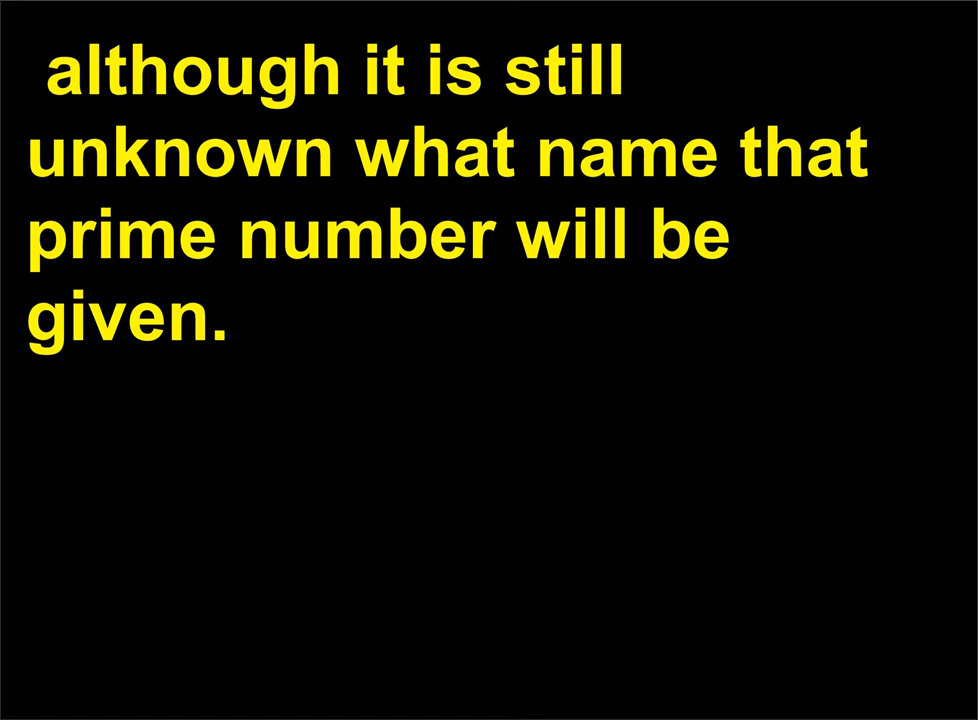 although it is still
unknown what name that
prime number will be
given.